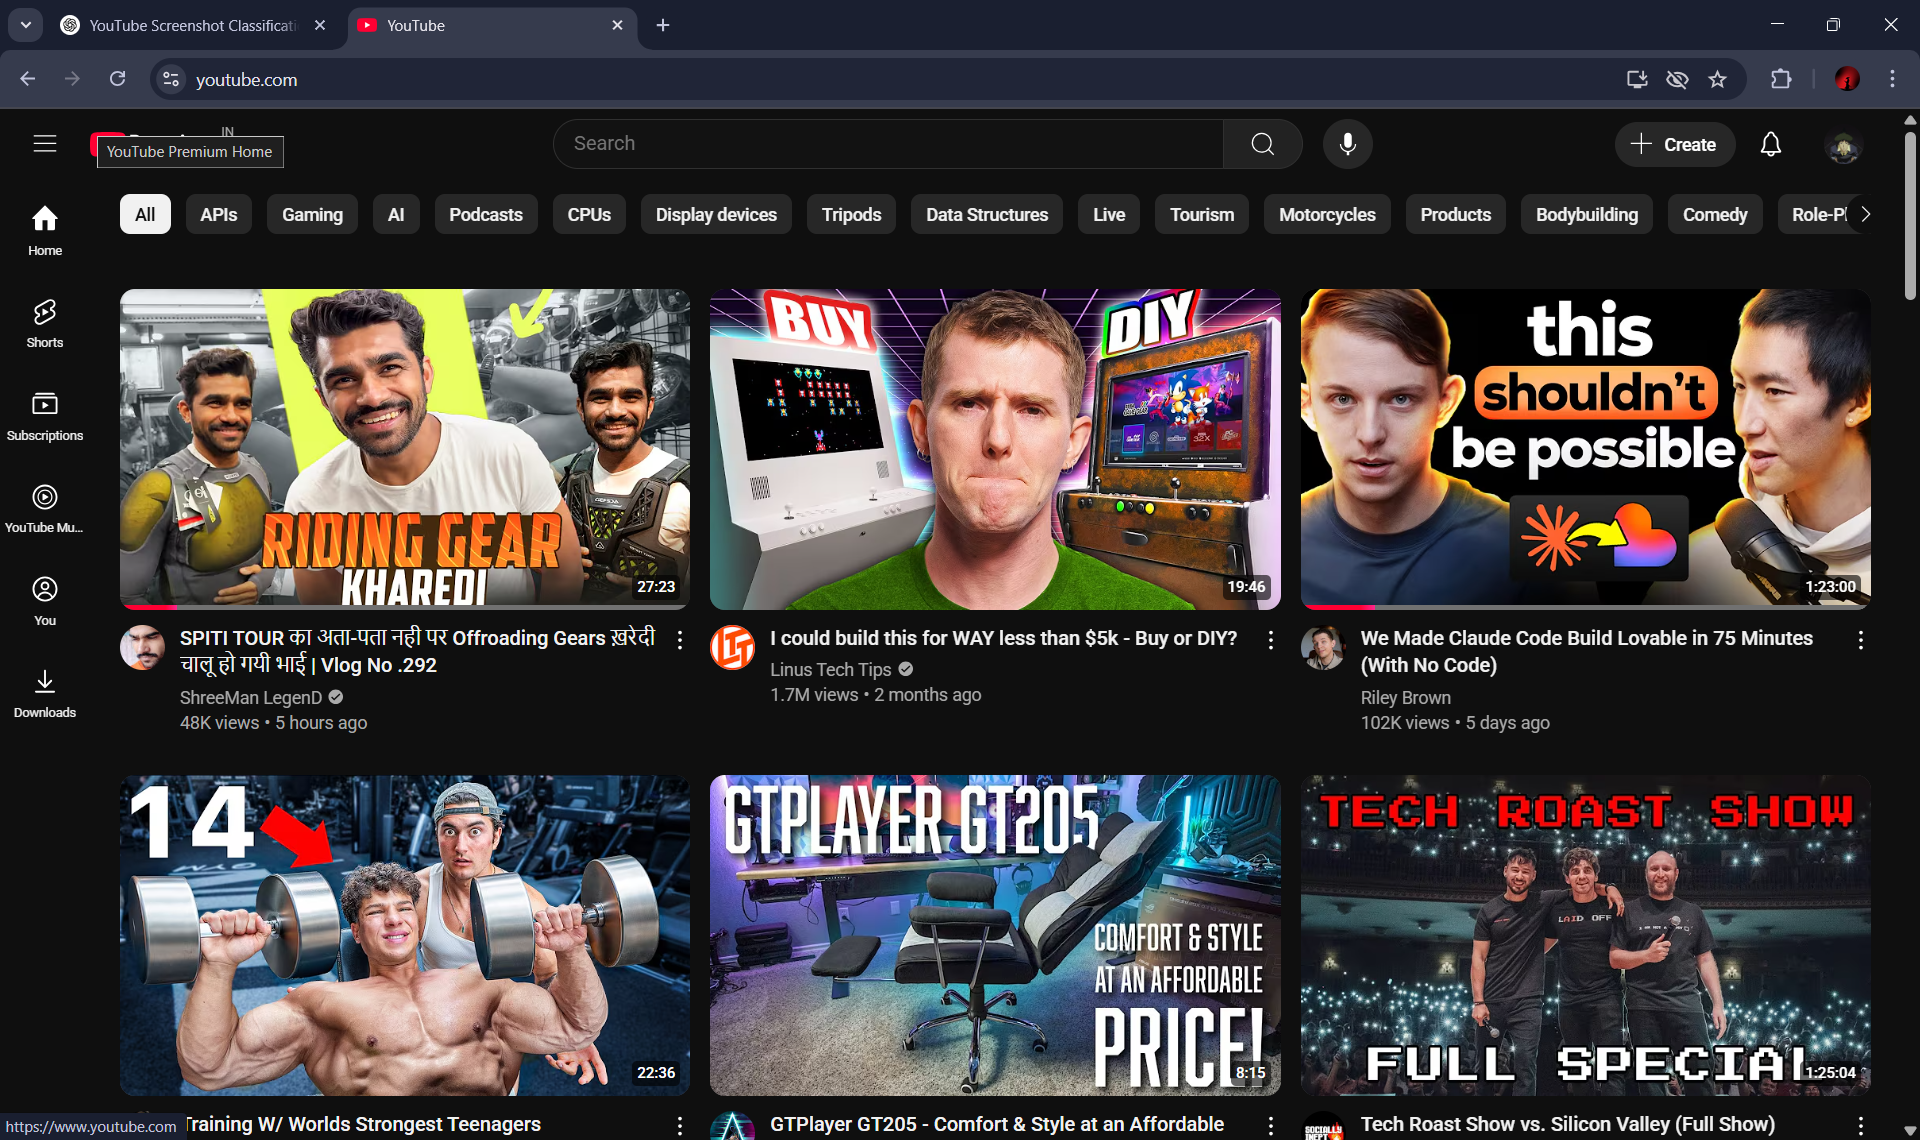 YouTube Screenshot Classificati
YouTube
youtube.com
IN
YouTube Premium Home
Search
Create
All
APIs
Gaming
AI
Podcasts
CPUs
Display devices
Tripods
Data Structures
Live
Tourism
Motorcycles
Products
Bodybuilding
Comedy
Role-Pl
Home
Shorts
Subscriptions
YouTube Mu...
You
Downloads
RIDING GEAR
KHAREDI
27:23
BUY
DIY
19:46
this
shouldn't
be possible
1:23:00
SPITI TOUR का अता-पता नही पर Offroading Gears ख़रेदी
चालू हो गयी भाई | Vlog No .292
ShreeMan LegenD
48K views • 5 hours ago
I could build this for WAY less than $5k - Buy or DIY?
Linus Tech Tips
1.7M views • 2 months ago
We Made Claude Code Build Lovable in 75 Minutes
(With No Code)
Riley Brown
102K views • 5 days ago
14
22:36
GTPLAYER GT205
COMFORT & STYLE
AT AN AFFORDABLE
PRICE!
8:15
TECH ROAST SHOW
LAID OFF
FULL SPECIAL
1:25:04
Training W/ Worlds Strongest Teenagers
GTPlayer GT205 - Comfort & Style at an Affordable
SOCIALLY
INEPT
Tech Roast Show vs. Silicon Valley (Full Show)
https://www.youtube.com